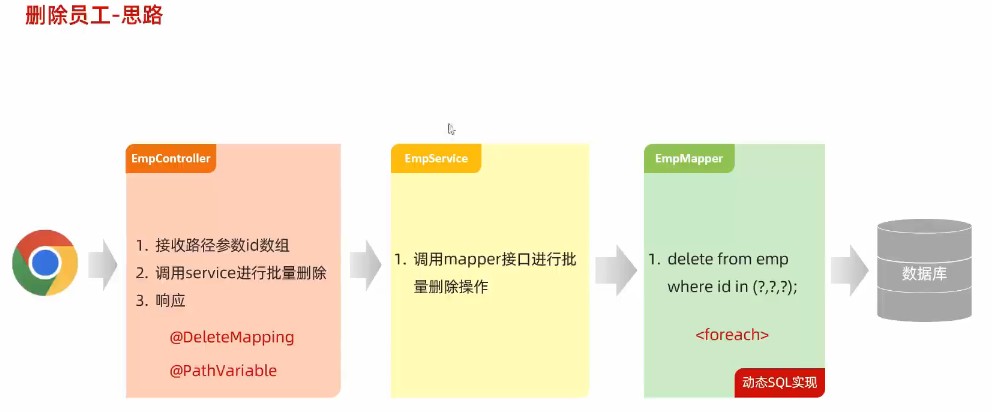 删除员工-思路
EmpController
1. 接收路径参数id数组
2. 调用service进行批量删除
3. 响应
@DeleteMapping
@PathVariable
EmpService
1. 调用mapper接口进行批
量删除操作
EmpMapper
1. delete from emp
where id in (?,?,?);
<foreach>
动态SQL实现
数据库